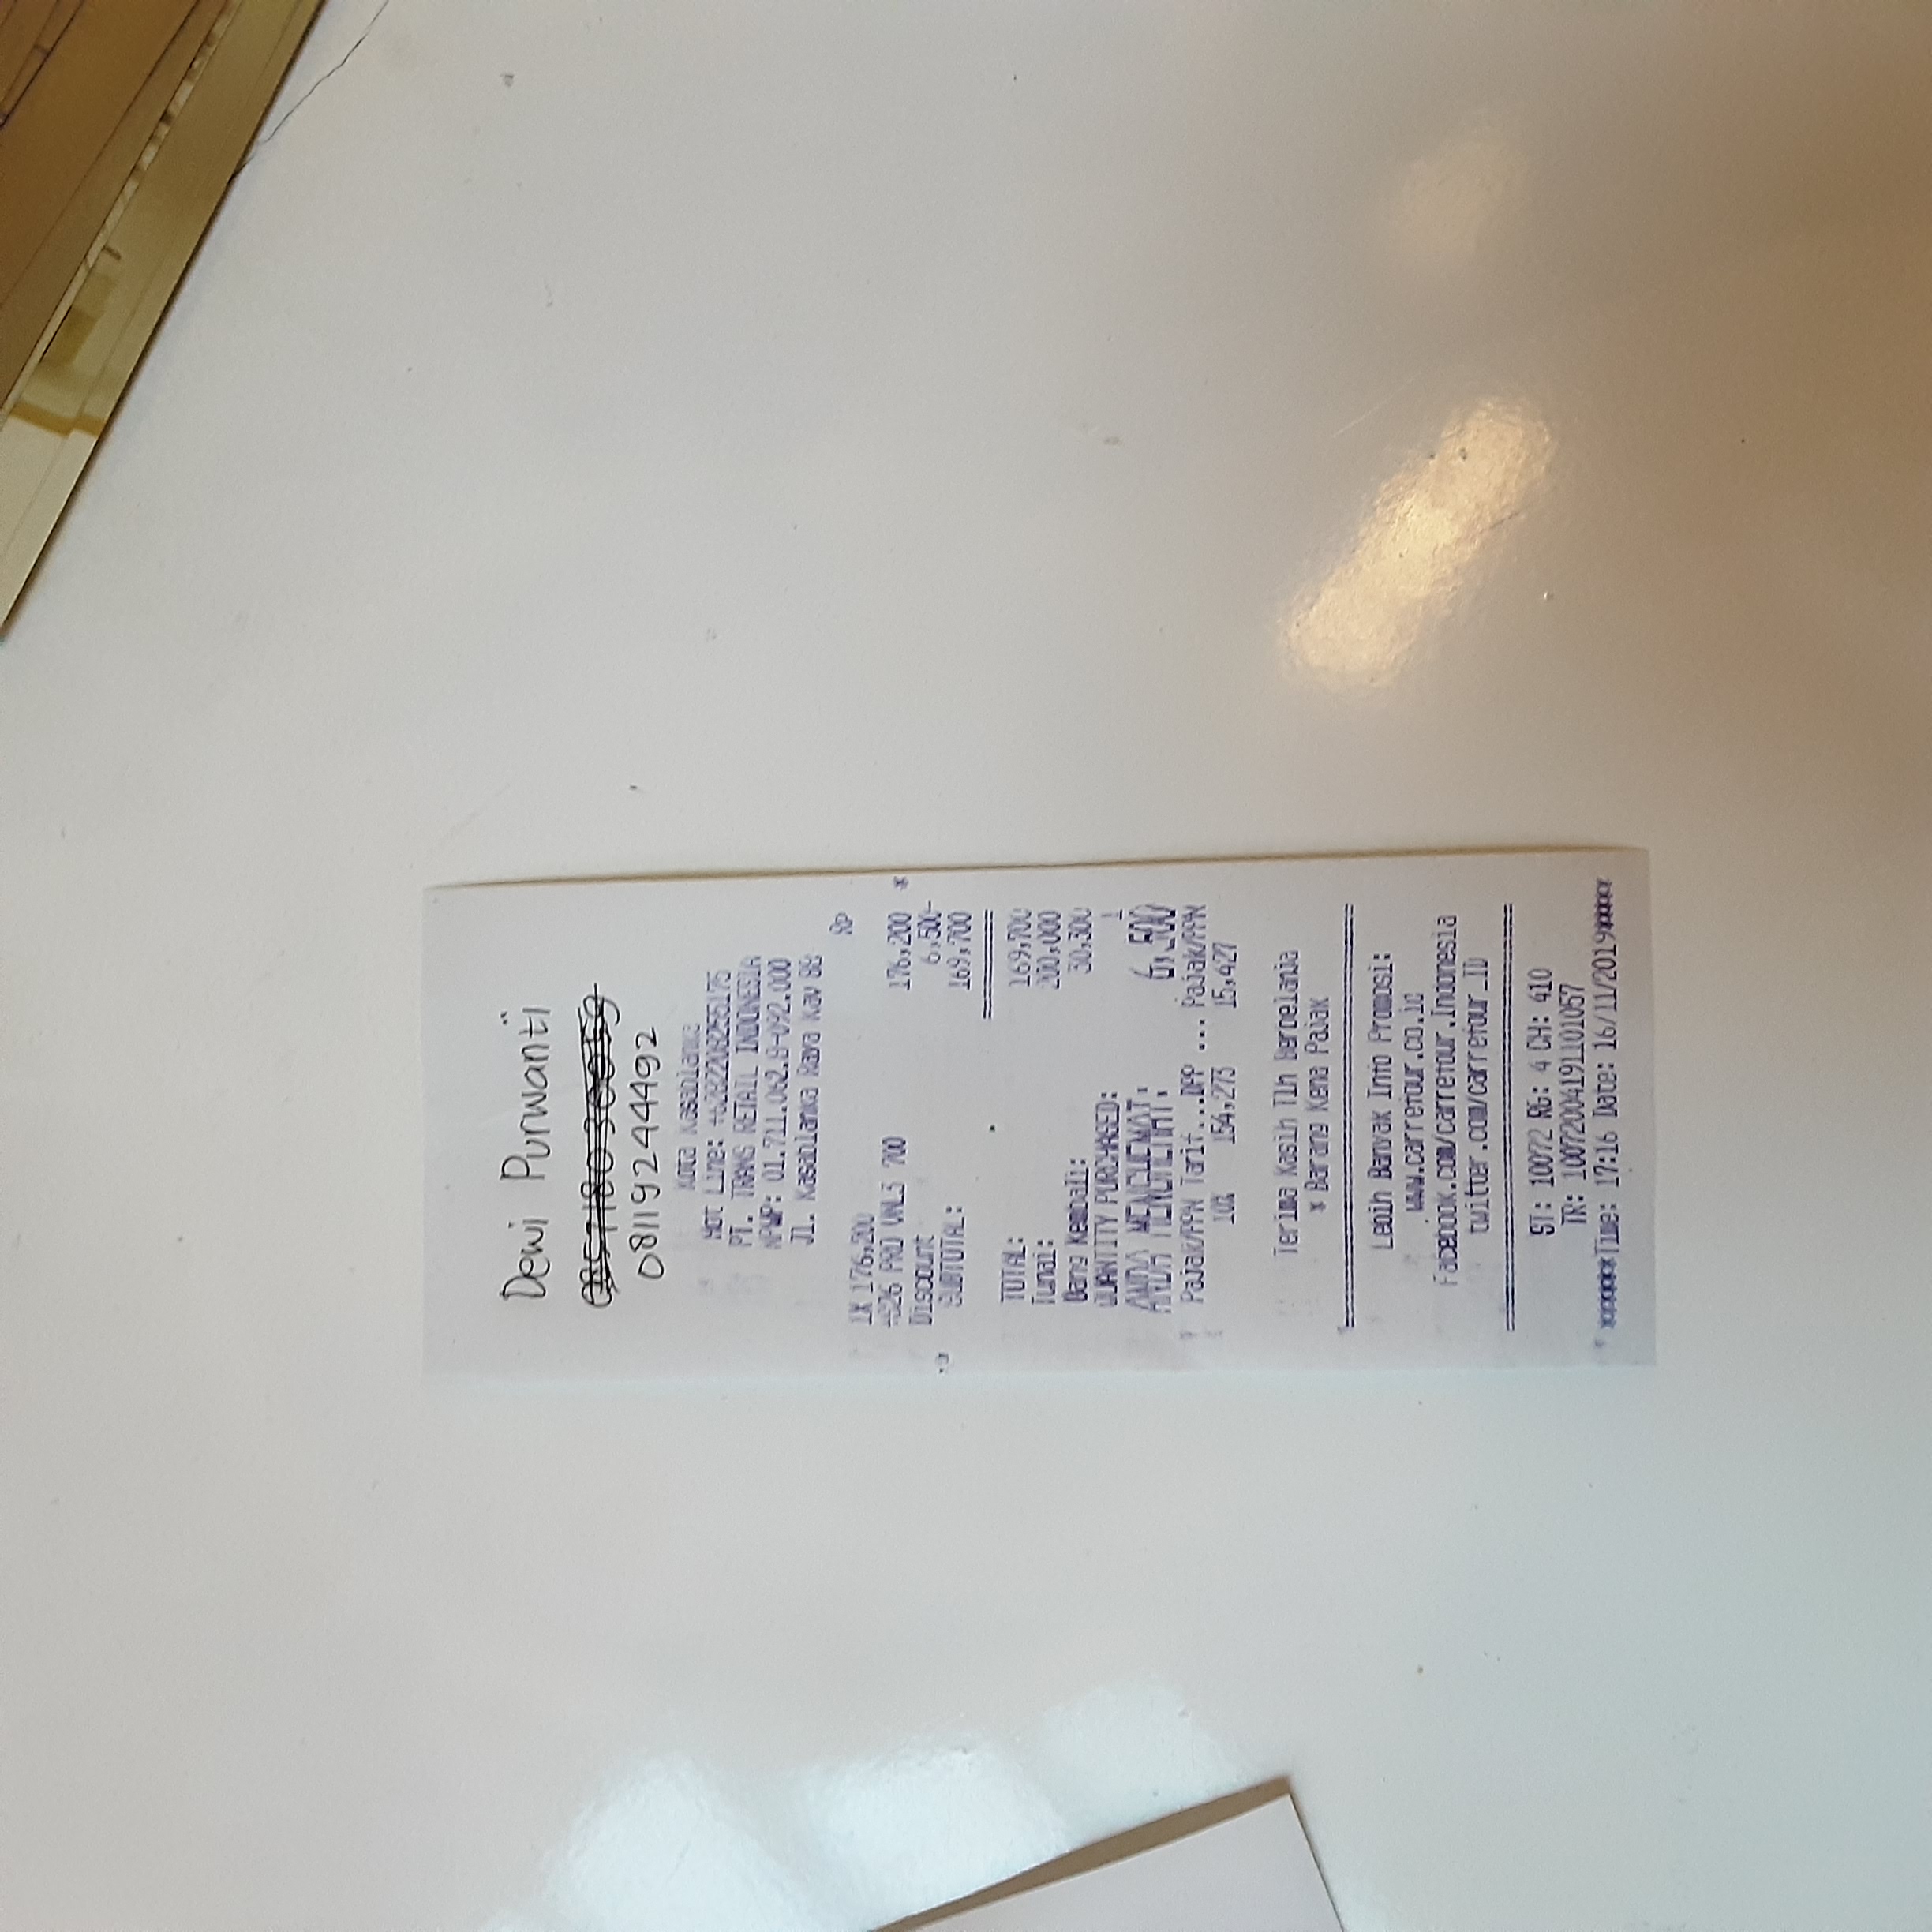 Dewi Purwanti
085718030059
08119244492
Kota Kasablanka
Hot Line: +6282208255175
PT. TRANS RETAIL INDONESIA
NPWP: 01.711.062.8-092.000
Jl. Kasablanka Raya Kav 88
Rp
1X 176,200
PRO VNL3 700 176,200 *
Discount 6,500-
SUBTOTAL: 169,700
TOTAL: 169,700
Tunai: 200,000
Uang Kembali: 30,300
QUANTITY PURCHASED: 1
ANDA MENGHEMAT: 6,500
Pajak/PPN Tarif...DPP ... Pajak/PPN
10% 154,273 15,427
Terima Kasih Tlh Berbelanja
* Barang Kena Pajak
Lebih Banyak Info Promosi:
www.carrefour.co.id
Facebook.com/carrefour.Indonesia
twitter.com/carrefour_ID
ST: 10072 RG: 4 CH: 410
TR: 10072004191101057
******Time: 17:16 Date: 16/11/2019*****